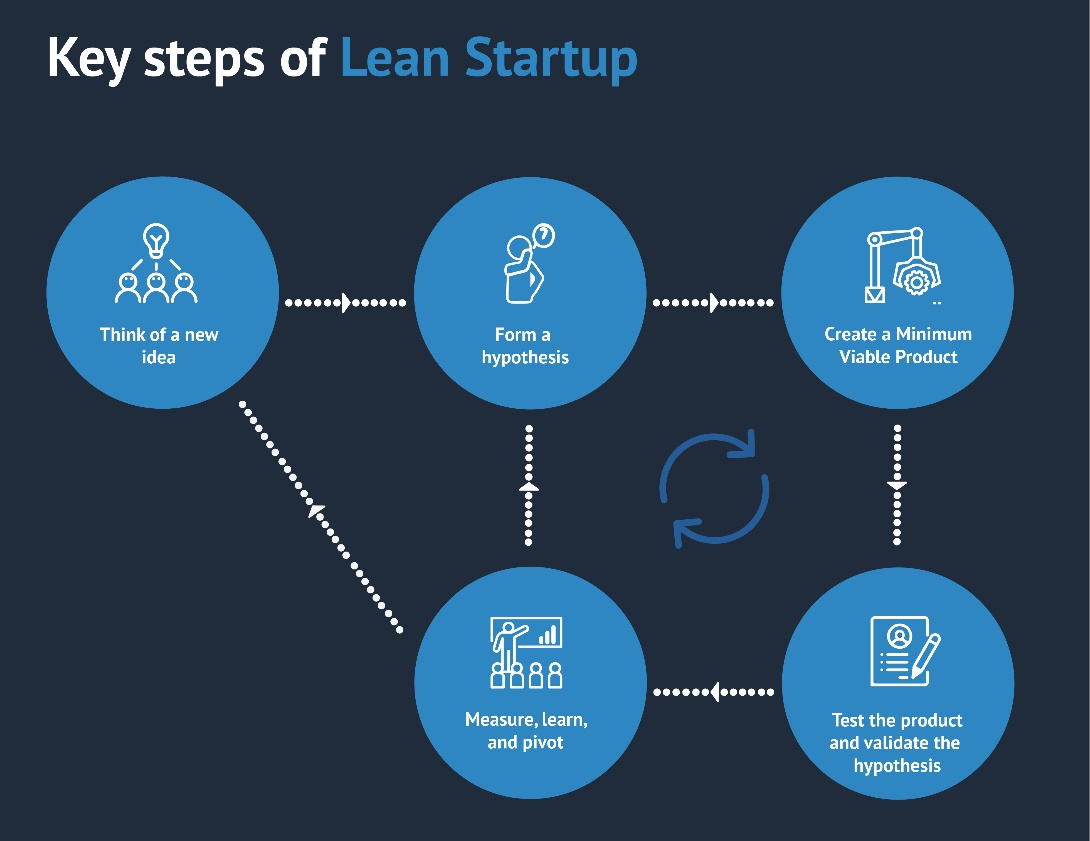 Key steps of Lean Startup
Think of a new
idea
Form a
hypothesis
Create a Minimum
Viable Product
Measure, learn,
and pivot
Test the product
and validate the
hypothesis